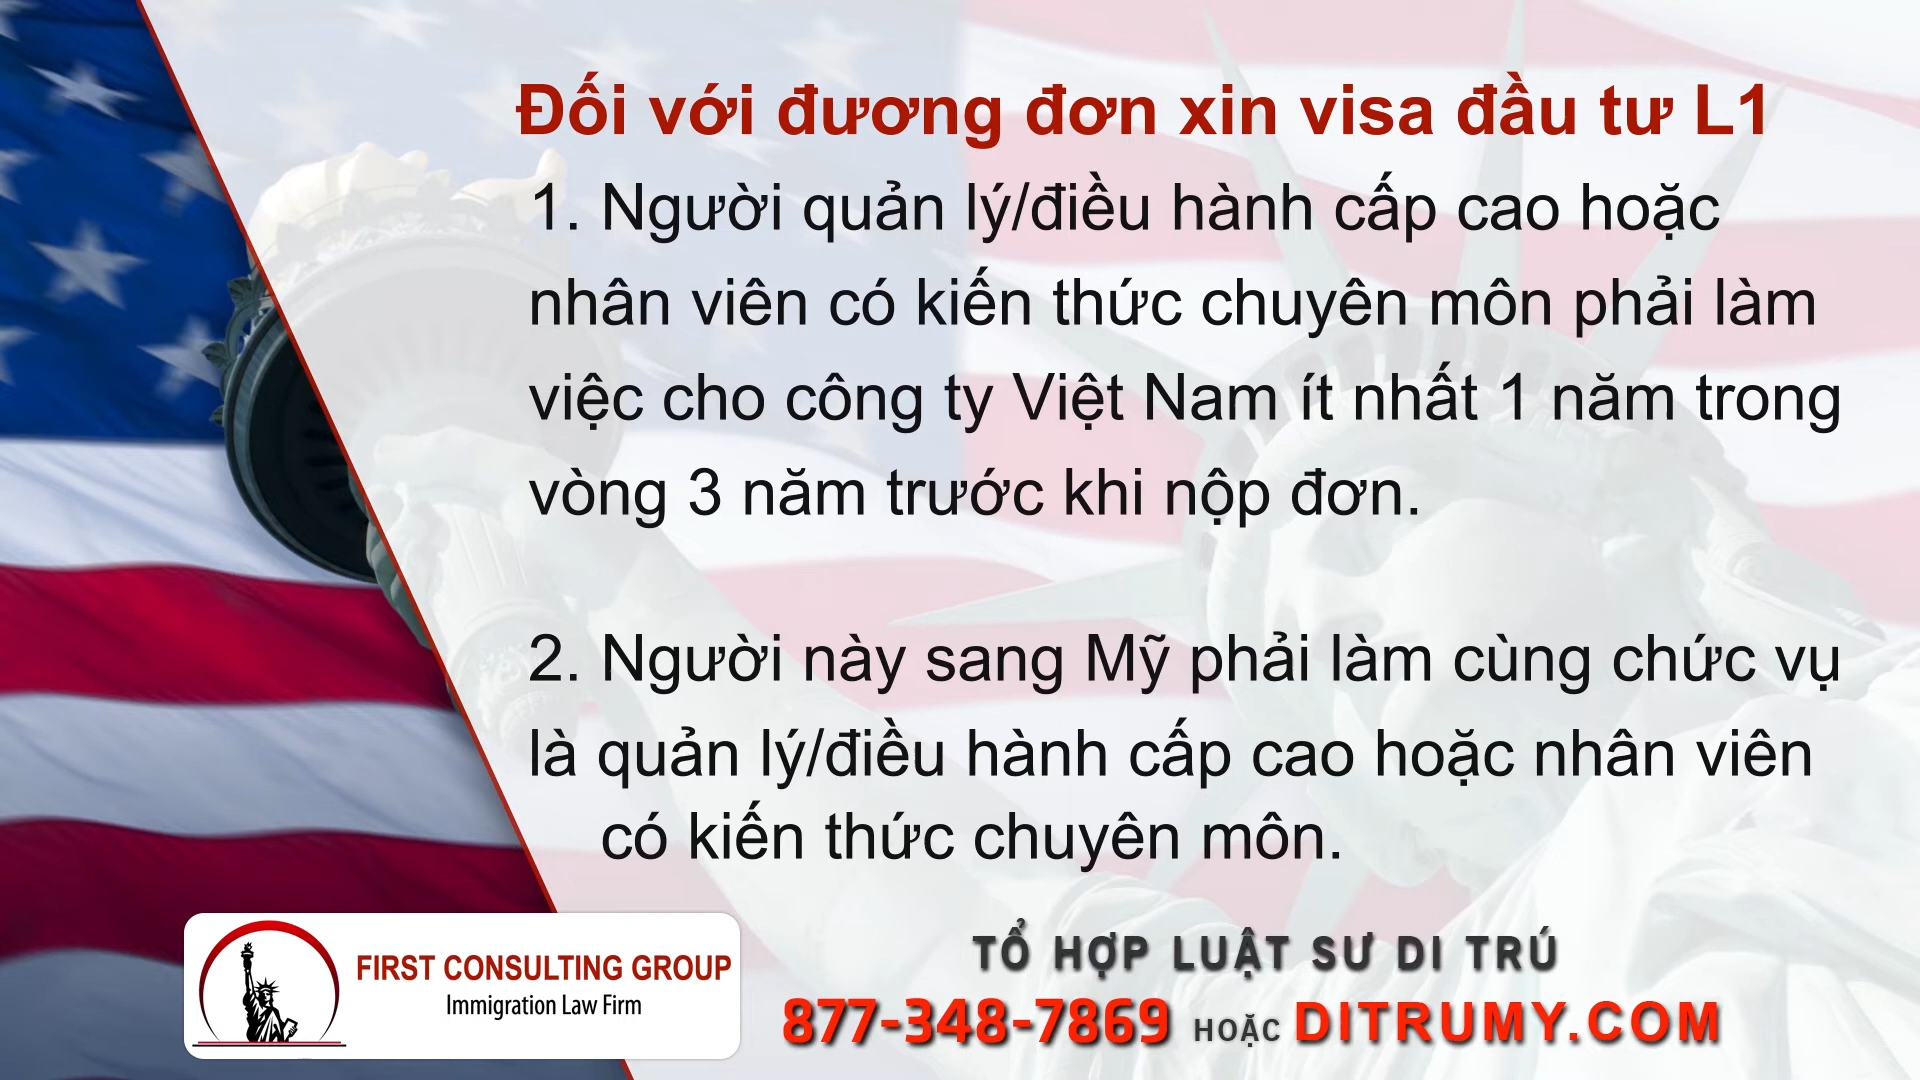 Đối với đương đơn xin visa đầu tư L1
1. Người quản lý/điều hành cấp cao hoặc
nhân viên có kiến thức chuyên môn phải làm
việc cho công ty Việt Nam ít nhất 1 năm trong
vòng 3 năm trước khi nộp đơn.
2. Người này sang Mỹ phải làm cùng chức vụ
là quản lý/điều hành cấp cao hoặc nhân viên
có kiến thức chuyên môn.
FIRST CONSULTING GROUP
Immigration Law Firm
TỔ HỢP LUẬT SƯ DI TRÚ
877-348-7869 HOẶC DITRUMY.COM